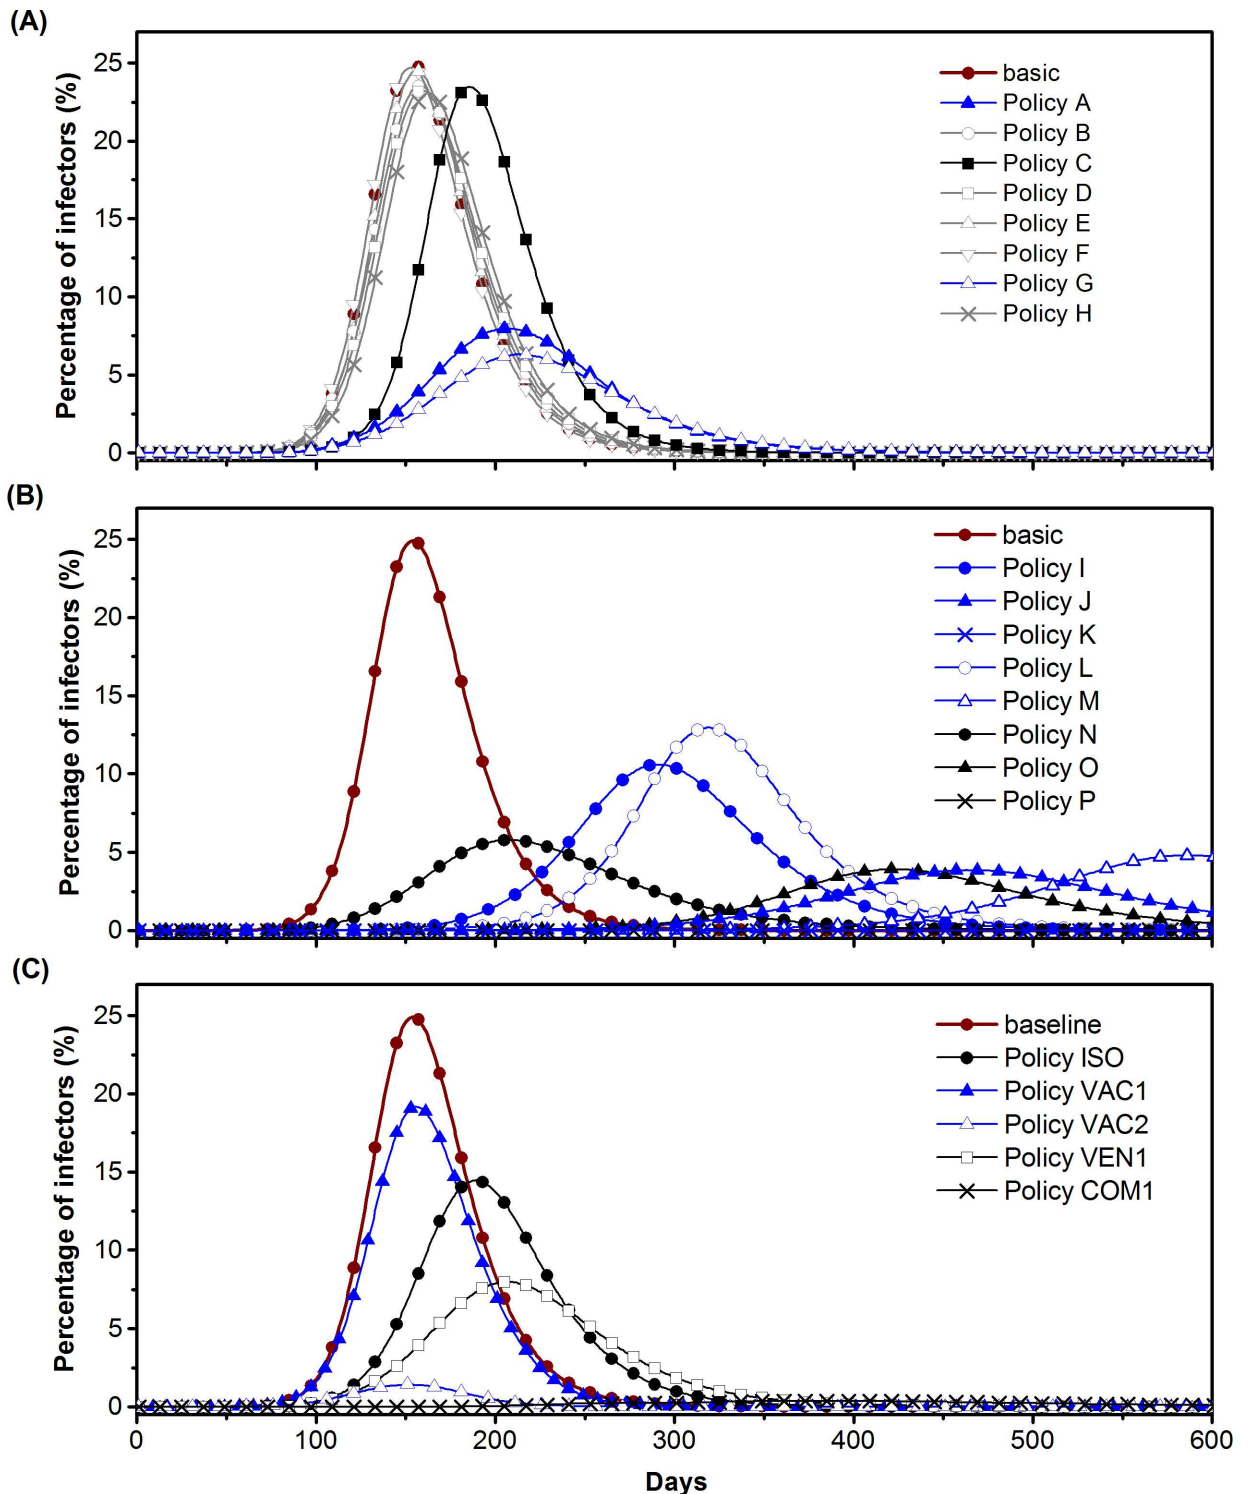 (A)
Percentage of infectors (%)
25
20
15
10
5
0
basic
Policy A
Policy B
Policy C
Policy D
Policy E
Policy F
Policy G
Policy H
(B)
Percentage of infectors (%)
25
20
15
10
5
0
basic
Policy I
Policy J
Policy K
Policy L
Policy M
Policy N
Policy O
Policy P
(C)
Percentage of infectors (%)
25
20
15
10
5
0
baseline
Policy ISO
Policy VAC1
Policy VAC2
Policy VEN1
Policy COM1
0 100 200 300 400 500 600
Days